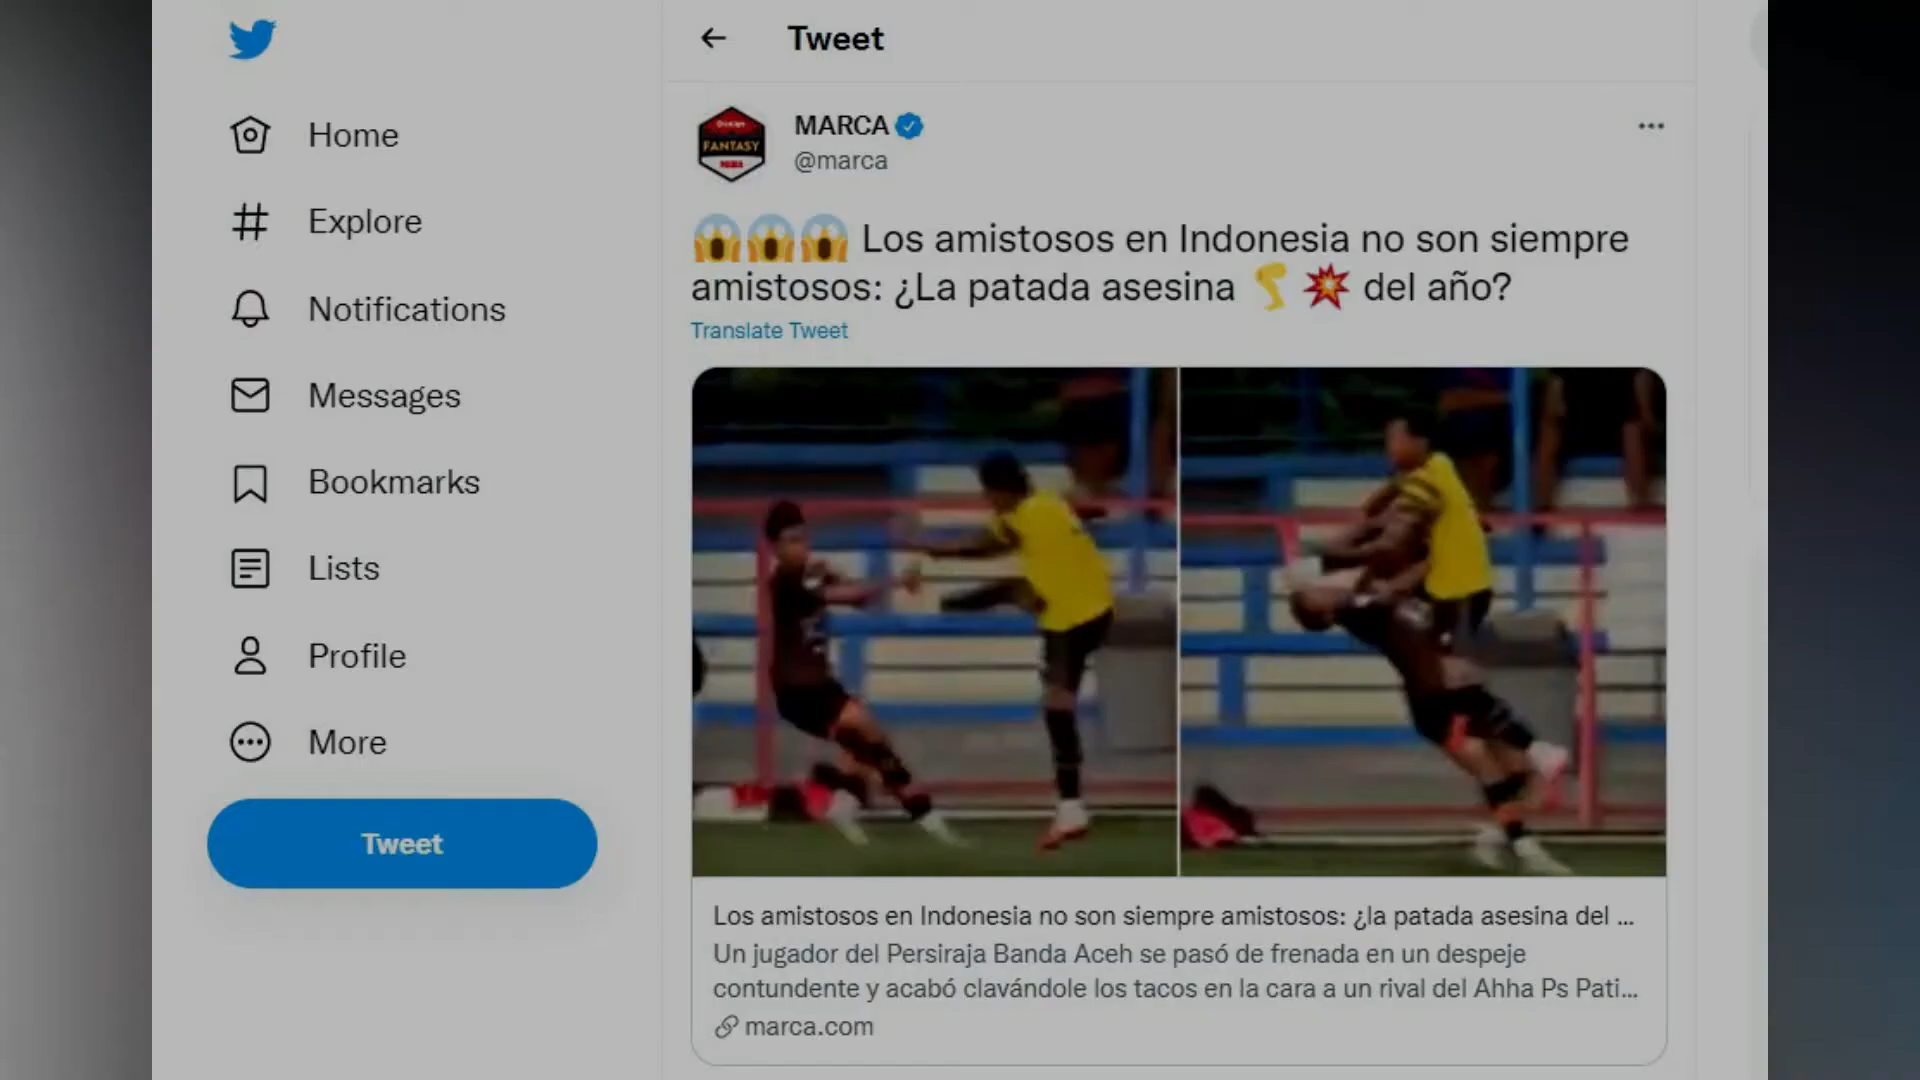 Tweet
MARCA
@marca
FANTASY
Home
Explore
Notifications
Messages
Bookmarks
Lists
Profile
More
Tweet
😱😱😱 Los amistosos en Indonesia no son siempre
amistosos: ¿La patada asesina 🦵💥 del año?
Translate Tweet
Los amistosos en Indonesia no son siempre amistosos: ¿la patada asesina del ...
Un jugador del Persiraja Banda Aceh se pasó de frenada en un despeje
contundente y acabó clavándole los tacos en la cara a un rival del Ahha Ps Pati...
marca.com